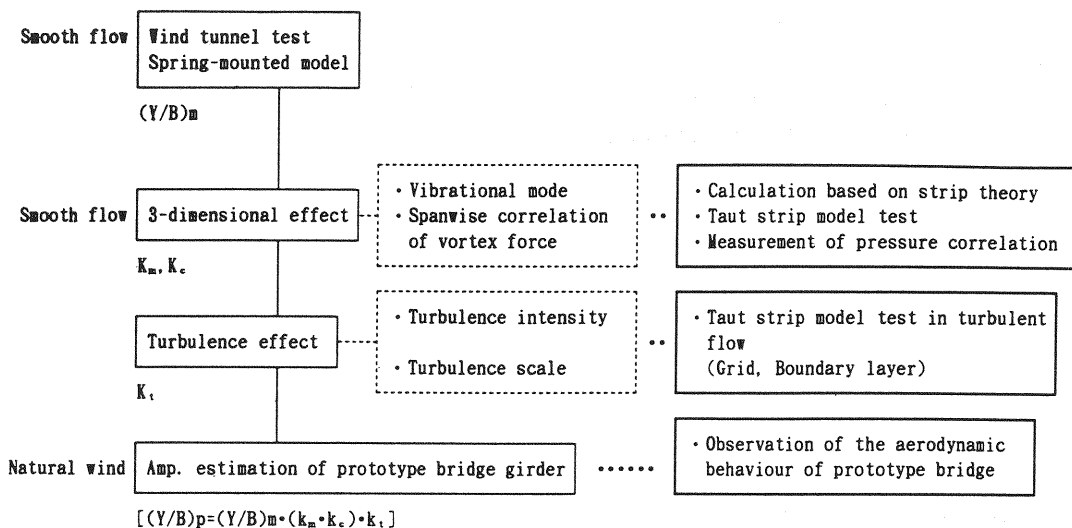 Smooth flow
Wind tunnel test
Spring-mounted model
(Y/B)m
Smooth flow
3-dimensional effect
・Vibrational mode
・Spanwise correlation
of vortex force
・・
・Calculation based on strip theory
・Taut strip model test
・Measurement of pressure correlation
Km, Kc
Turbulence effect
・Turbulence intensity
・Turbulence scale
・・
・Taut strip model test in turbulent
flow
(Grid, Boundary layer)
Kt
Natural wind
Amp. estimation of prototype bridge girder
・・・・・・
・Observation of the aerodynamic
behaviour of prototype bridge
[(Y/B)p=(Y/B)m・(km・kc)・kt]